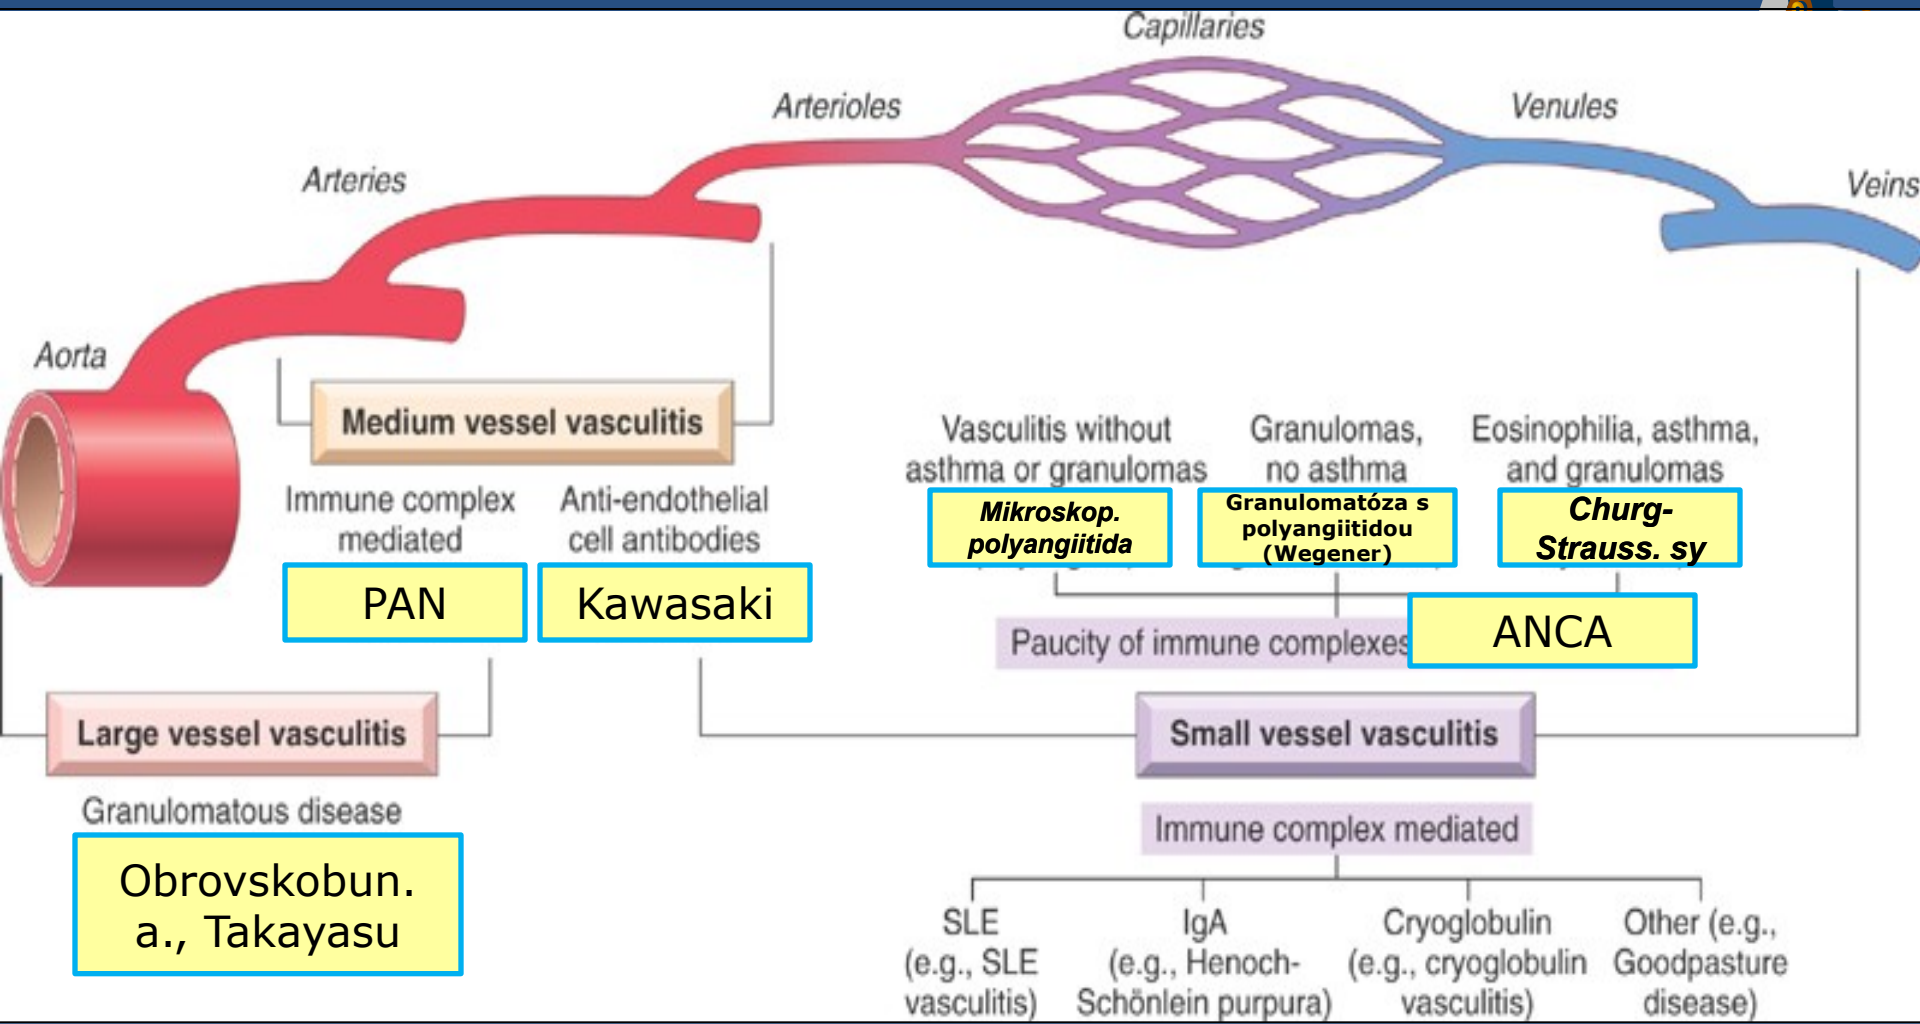 Capillaries
Arterioles
Venules
Arteries
Veins
Aorta
Medium vessel vasculitis
Immune complex
mediated
PAN
Anti-endothelial
cell antibodies
Kawasaki
Vasculitis without
asthma or granulomas
Mikroskop.
polyangiitida
Granulomas,
no asthma
Granulomatóza s
polyangiitidou
(Wegener)
Eosinophilia, asthma,
and granulomas
Churg-
Strauss. sy
Paucity of immune complexes
ANCA
Large vessel vasculitis
Granulomatous disease
Obrovskobun.
a., Takayasu
Small vessel vasculitis
Immune complex mediated
SLE
(e.g., SLE
vasculitis)
IgA
(e.g., Henoch-
Schönlein purpura)
Cryoglobulin
(e.g., cryoglobulin
vasculitis)
Other (e.g.,
Goodpasture
disease)